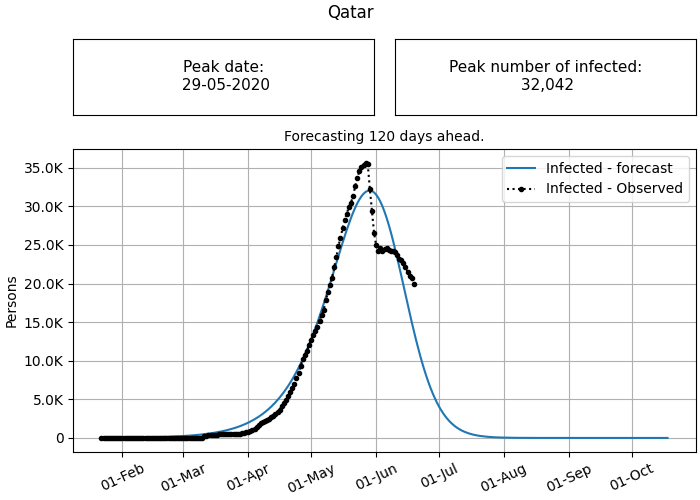 Qatar
Peak date:
29-05-2020
Peak number of infected:
32,042
Forecasting 120 days ahead.
Infected - forecast
Infected - Observed
35.0K
30.0K
25.0K
20.0K
15.0K
10.0K
5.0K
0
Persons
01-Feb
01-Mar
01-Apr
01-May
01-Jun
01-Jul
01-Aug
01-Sep
01-Oct